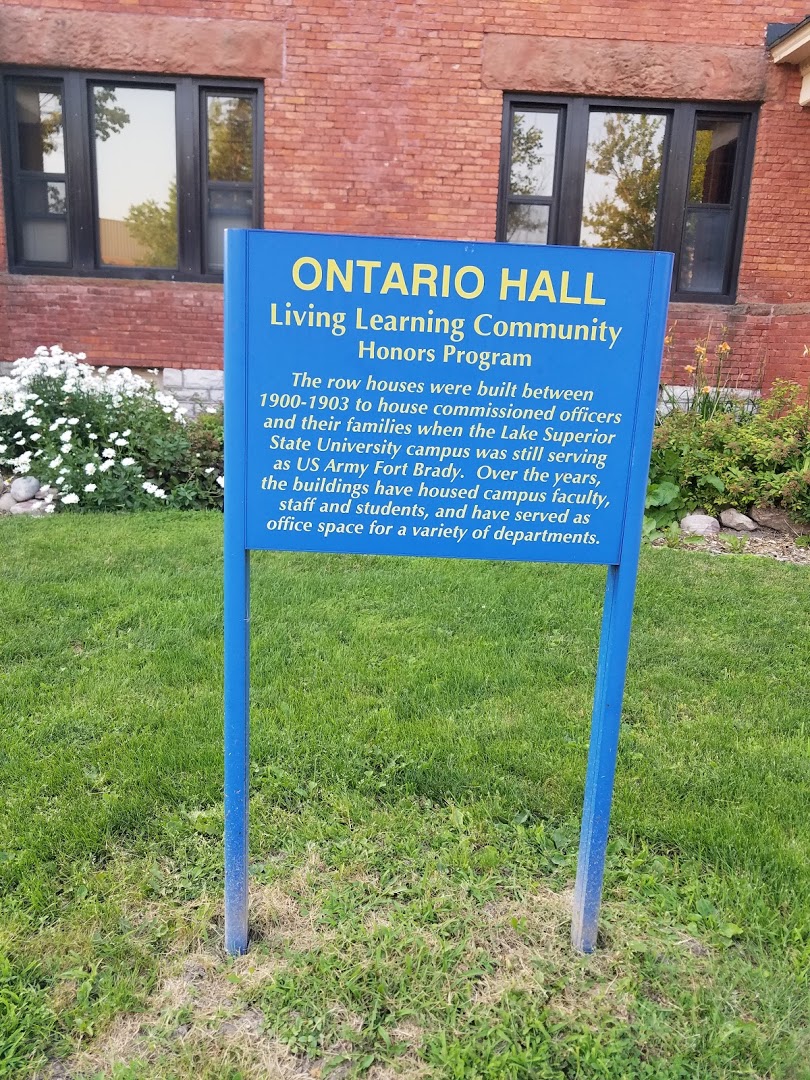 ONTARIO HALL
Living Learning Community
Honors Program
The row houses were built between
1900-1903 to house commissioned officers
and their families when the Lake Superior
State University campus was still serving
as US Army Fort Brady. Over the years,
the buildings have housed campus faculty,
staff and students, and have served as
office space for a variety of departments.